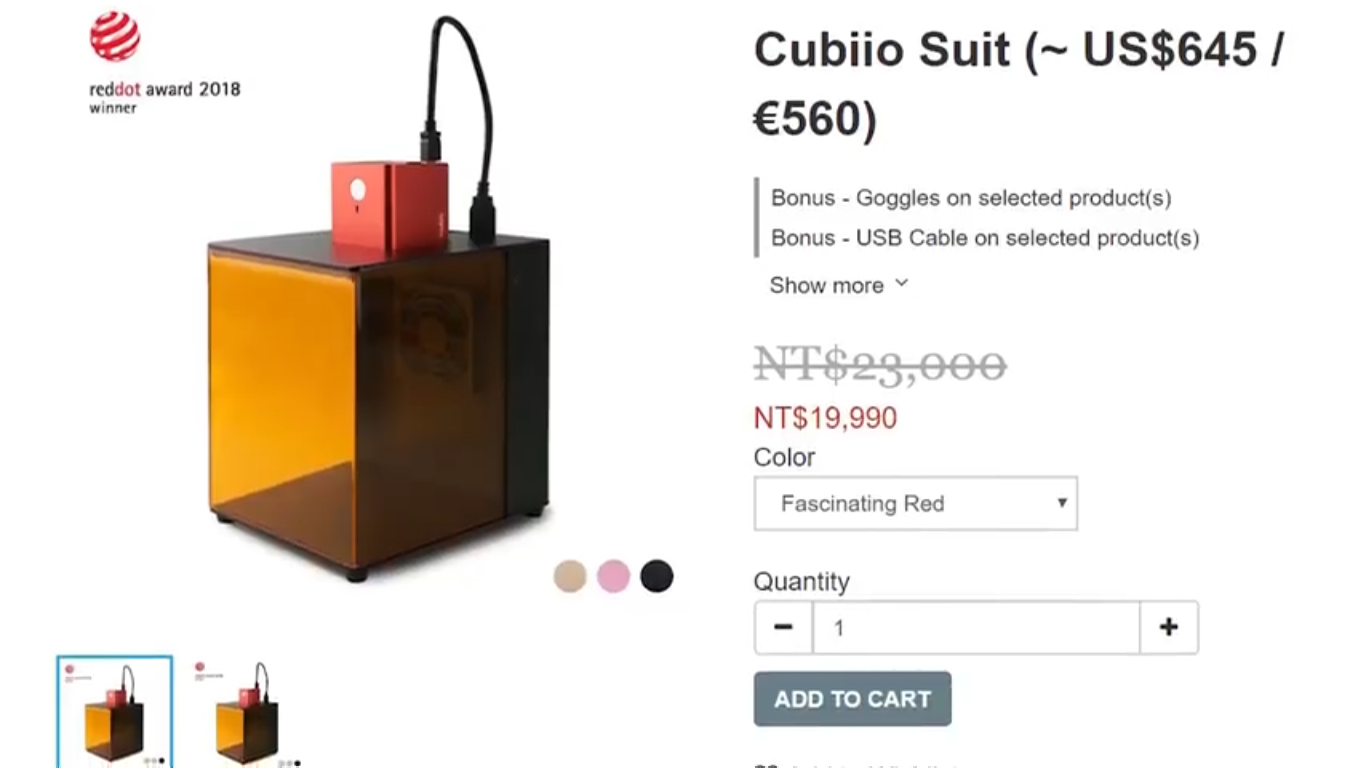 reddot award 2018
winner
Cubiio Suit (~ US$645 /
€560)
Bonus - Goggles on selected product(s)
Bonus - USB Cable on selected product(s)
Show more
NT$23,000
NT$19,990
Color
Fascinating Red
Quantity
1
ADD TO CART